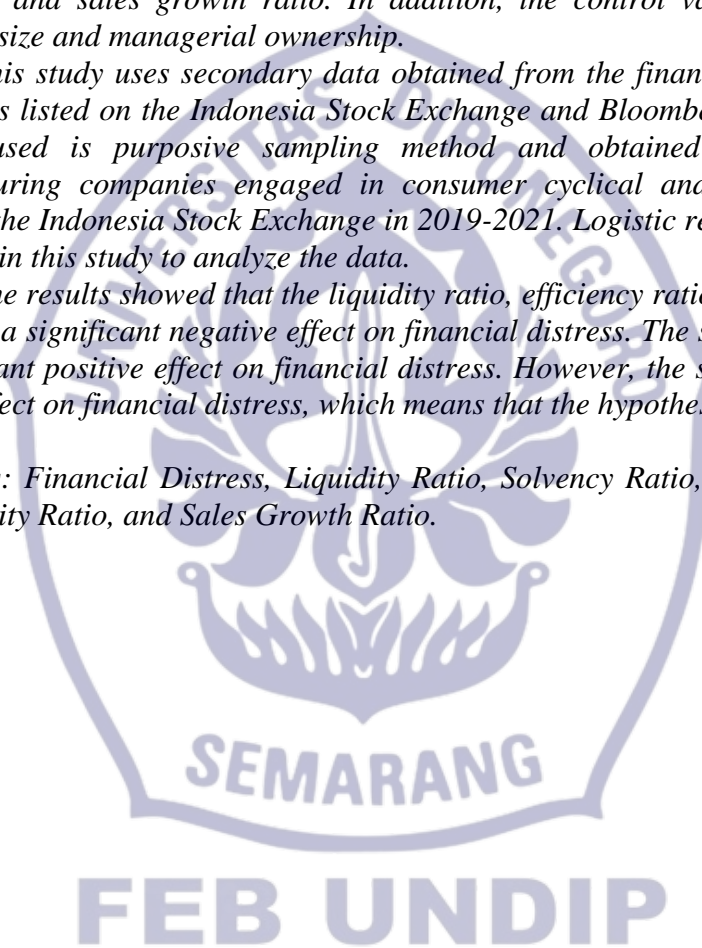 and sales growth ratio. In addition, the control va
size and managerial ownership.
his study uses secondary data obtained from the finan
s listed on the Indonesia Stock Exchange and Bloombe
used is purposive sampling method and obtained
uring companies engaged in consumer cyclical and
the Indonesia Stock Exchange in 2019-2021. Logistic re
in this study to analyze the data.
ne results showed that the liquidity ratio, efficiency ratio
a significant negative effect on financial distress. The s
ant positive effect on financial distress. However, the s
fect on financial distress, which means that the hypothes
: Financial Distress, Liquidity Ratio, Solvency Ratio,
ity Ratio, and Sales Growth Ratio.
UNIVERSITAS DIPONEGORO
SEMARANG
FEB UNDIP